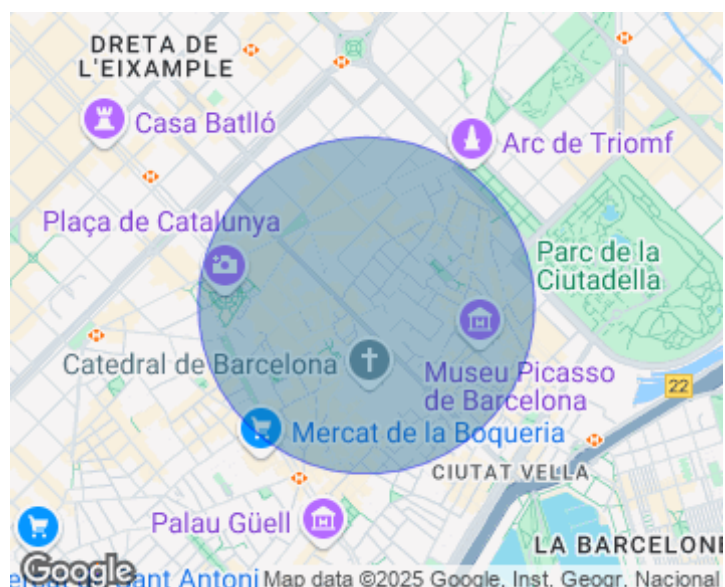 DRETA DE
L'EIXAMPLE
Casa Batlló
Arc de Triomf
Plaça de Catalunya
Parc de la
Ciutadella
Catedral de Barcelona
Museu Picasso
de Barcelona
22
Mercat de la Boqueria
CIUTAT VELLA
Palau Güell
LA BARCELONE
Google
ant Antoni
Map data ©2025 Google, Inst. Geogr. Nacional